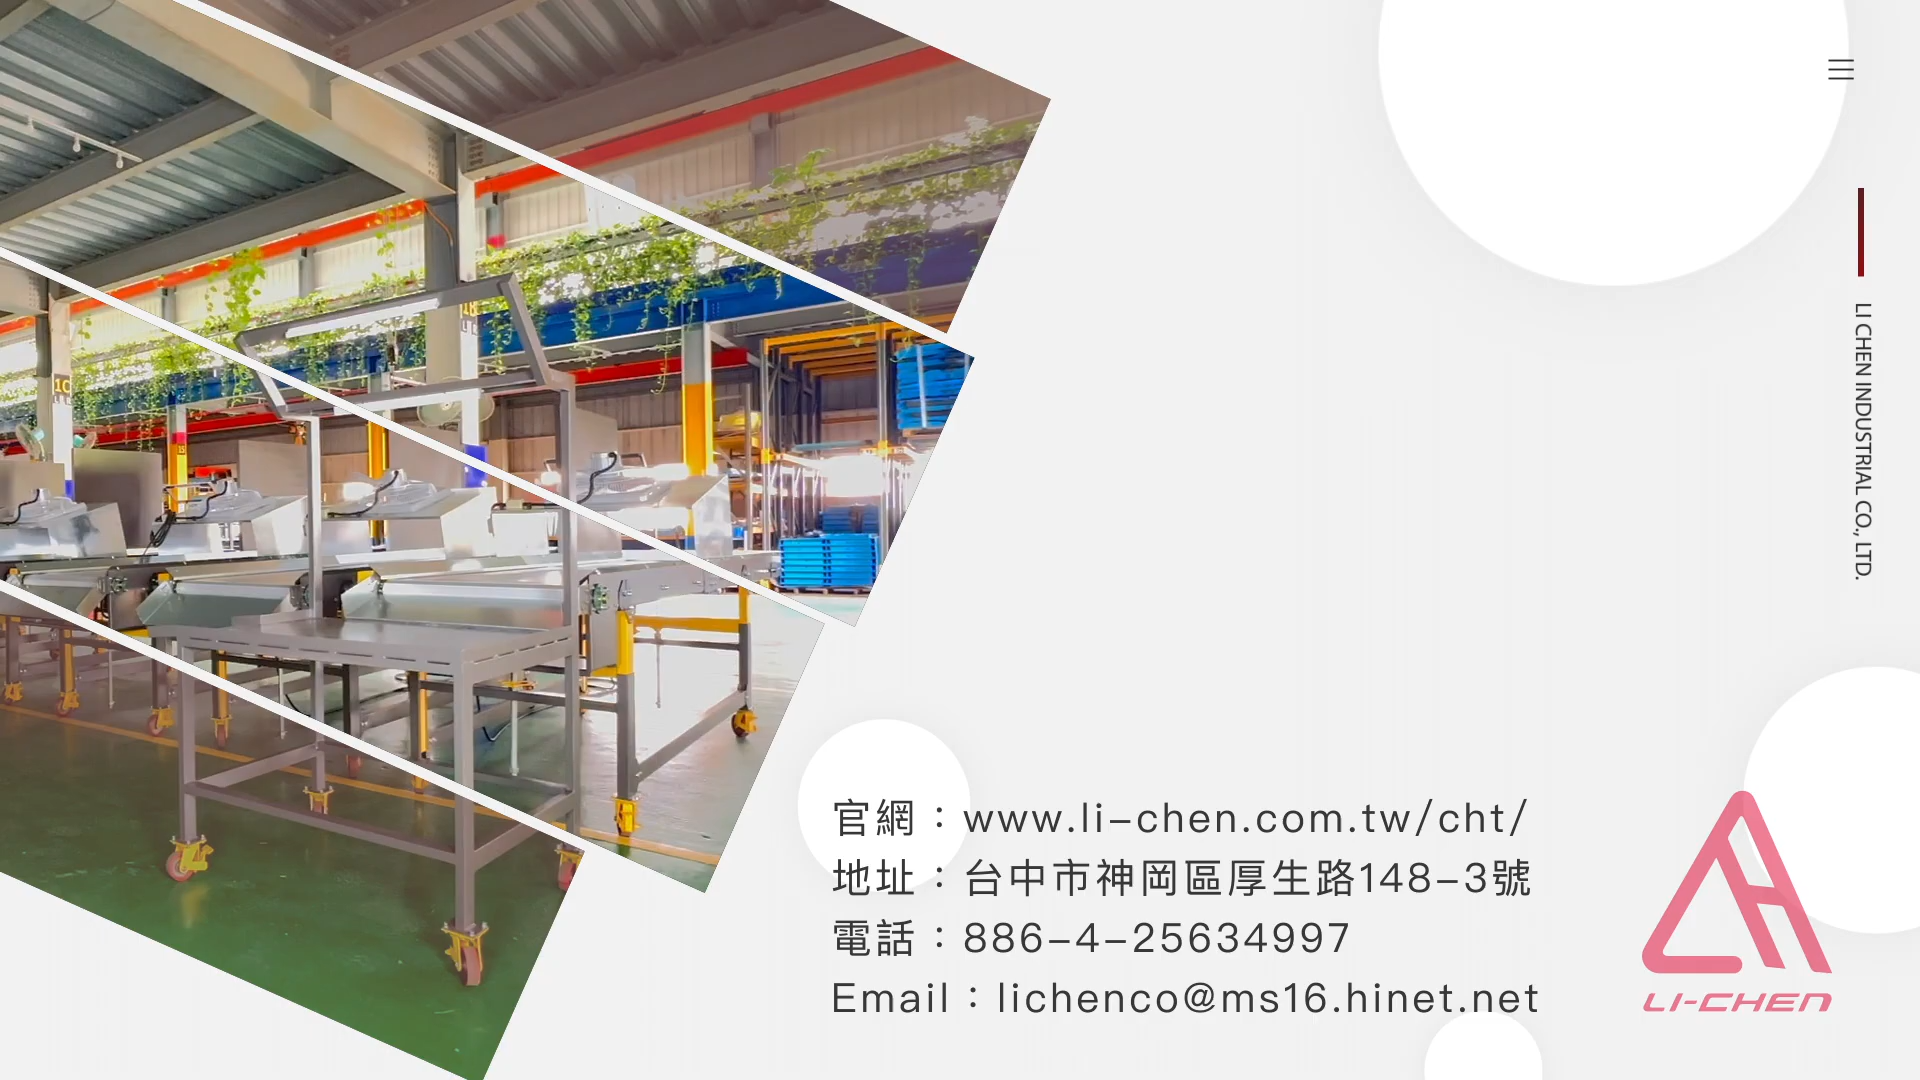 LI CHEN INDUSTRIAL CO., LTD.
1C
官網：www.li-chen.com.tw/cht/
地址：台中市神岡區厚生路148-3號
電話：886-4-25634997
Email：lichenco@ms16.hinet.net
LI-CHEN